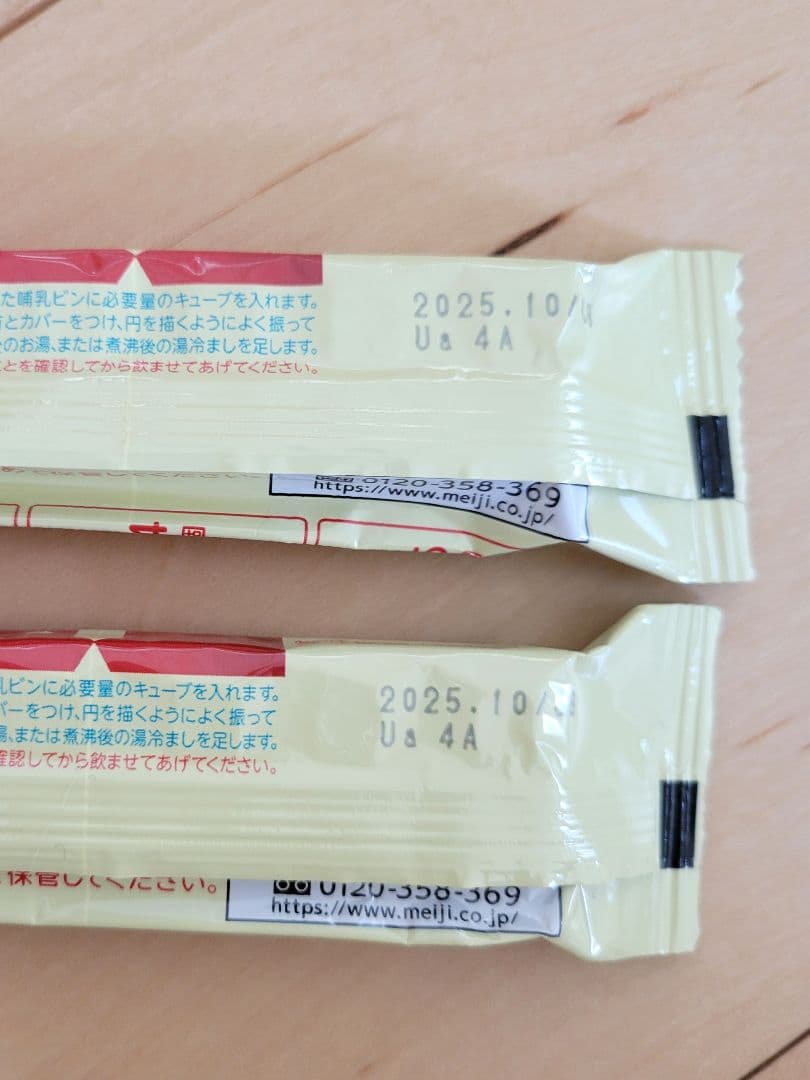 た哺乳ビンに必要量のキューブを入れます。
とカバーをつけ、円を描くようによく振って
のお湯、または煮沸後の湯冷ましを足します。
とを確認してから飲ませてあげてください。
2025.10/
Ua 4A
0120-358-369
https://www.meiji.co.jp/
ビンに必要量のキューブを入れます。
バーをつけ、円を描くようによく振って
湯、または煮沸後の湯冷ましを足します。
確認してから飲ませてあげてください。
2025.10/
Ua 4A
保管してください。
0120-358-369
https://www.meiji.co.jp/